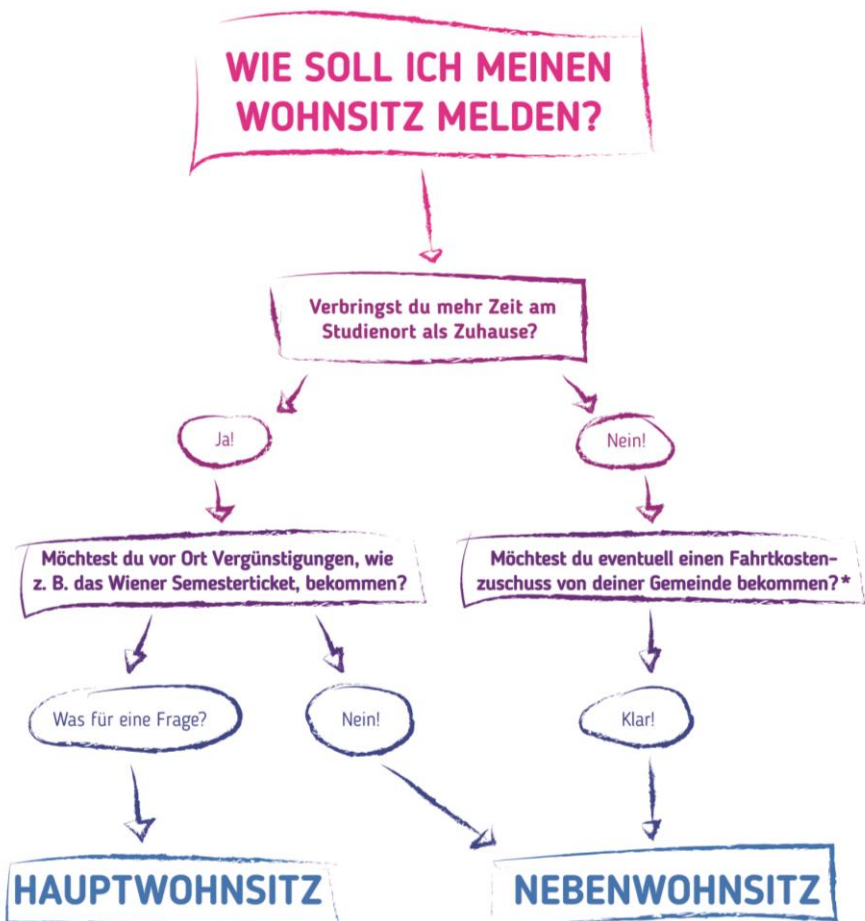 WIE SOLL ICH MEINEN
WOHNSITZ MELDEN?
Verbringst du mehr Zeit am
Studienort als Zuhause?
Ja!
Nein!
Möchtest du vor Ort Vergünstigungen, wie
z. B. das Wiener Semesterticket, bekommen?
Möchtest du eventuell einen Fahrtkosten-
zuschuss von deiner Gemeinde bekommen?*
Was für eine Frage?
Nein!
Klar!
HAUPTWOHNSITZ
NEBENWOHNSITZ